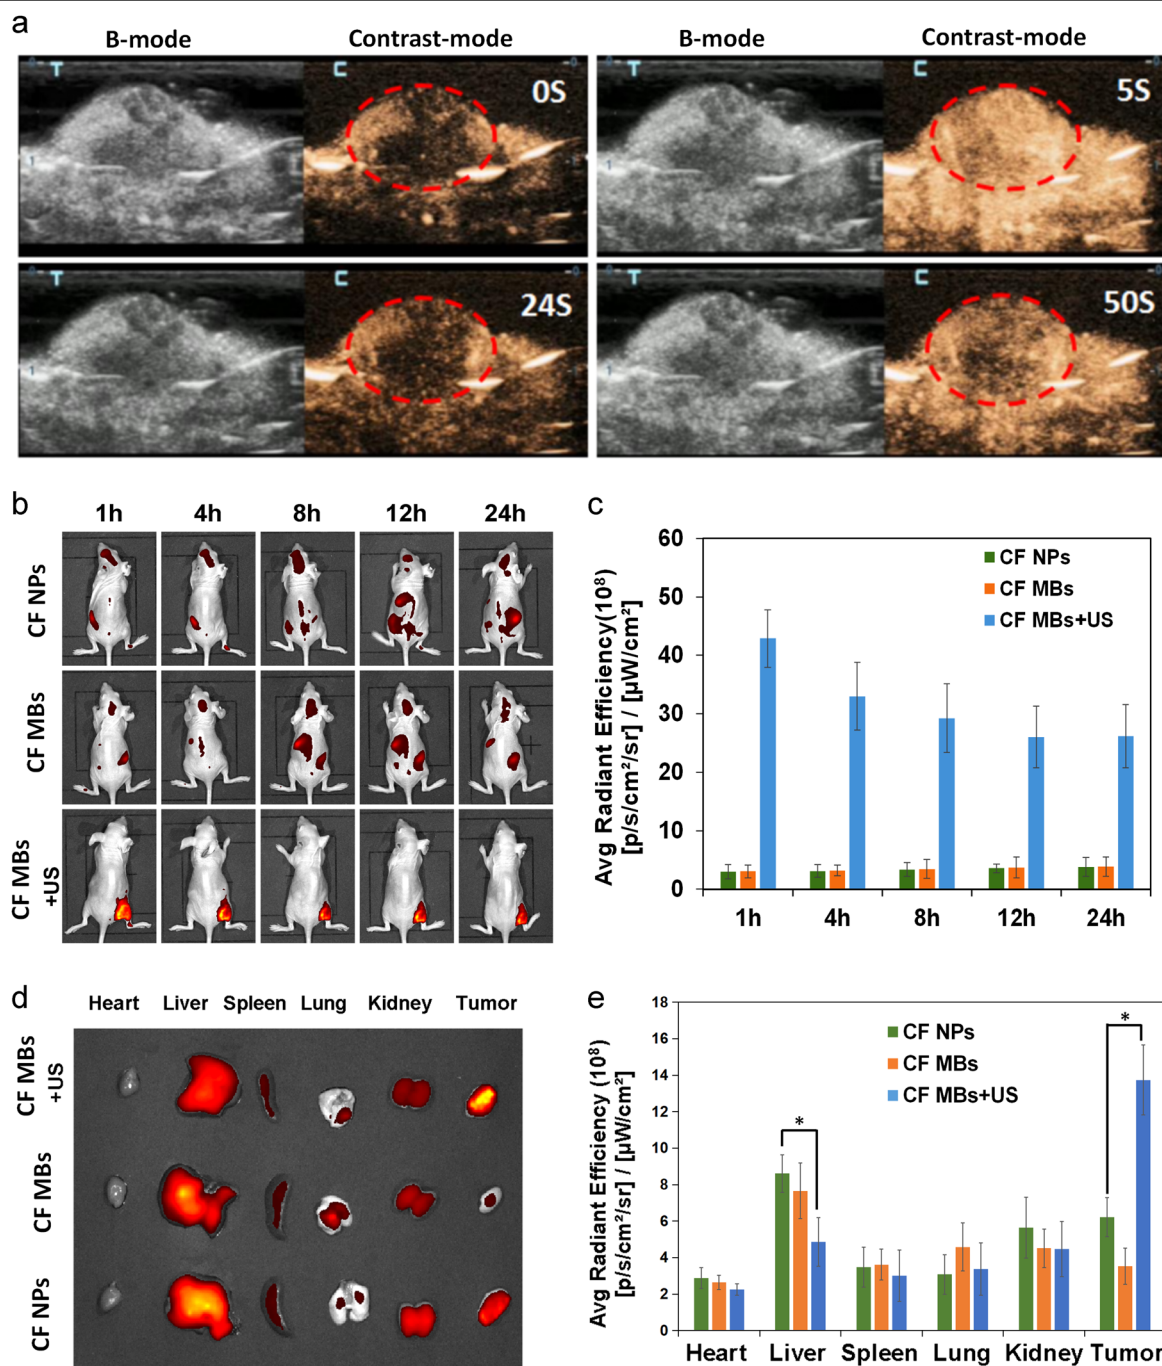 a
B-mode Contrast-mode B-mode Contrast-mode
T C 0S T C 5S
1 1
T C 24S T C 50S
1 1
b
1h 4h 8h 12h 24h
CF NPs
CF MBs
CF MBs
+US
c
Avg Radiant Efficiency(10⁸)
[p/s/cm²/sr] / [µW/cm²]
60
50
40
30
20
10
0
CF NPs
CF MBs
CF MBs+US
1h 4h 8h 12h 24h
d
Heart Liver Spleen Lung Kidney Tumor
CF MBs
+US
CF MBs
CF NPs
e
Avg Radiant Efficiency (10⁸)
[p/s/cm²/sr] / [µW/cm²]
18
16
14
12
10
8
6
4
2
0
CF NPs
CF MBs
CF MBs+US
*
*
Heart Liver Spleen Lung Kidney Tumor